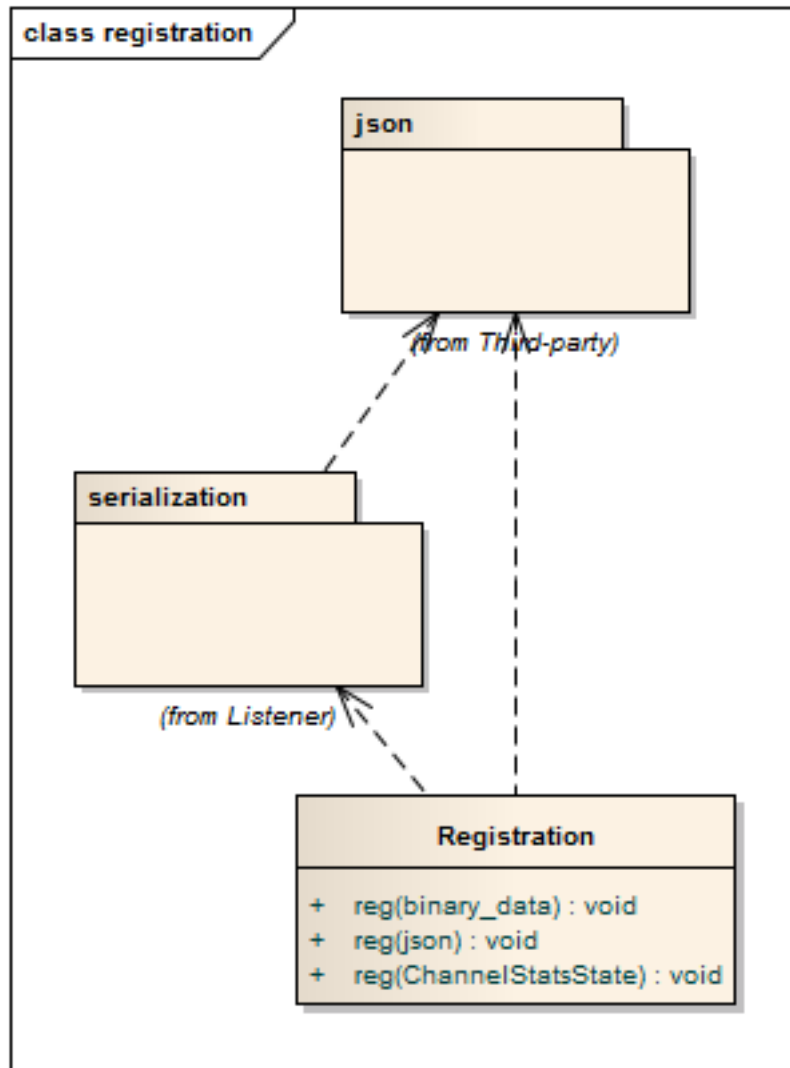 class registration
json
(from Third-party)
serialization
(from Listener)
Registration
+ reg(binary_data) : void
+ reg(json) : void
+ reg(ChannelStatsState) : void